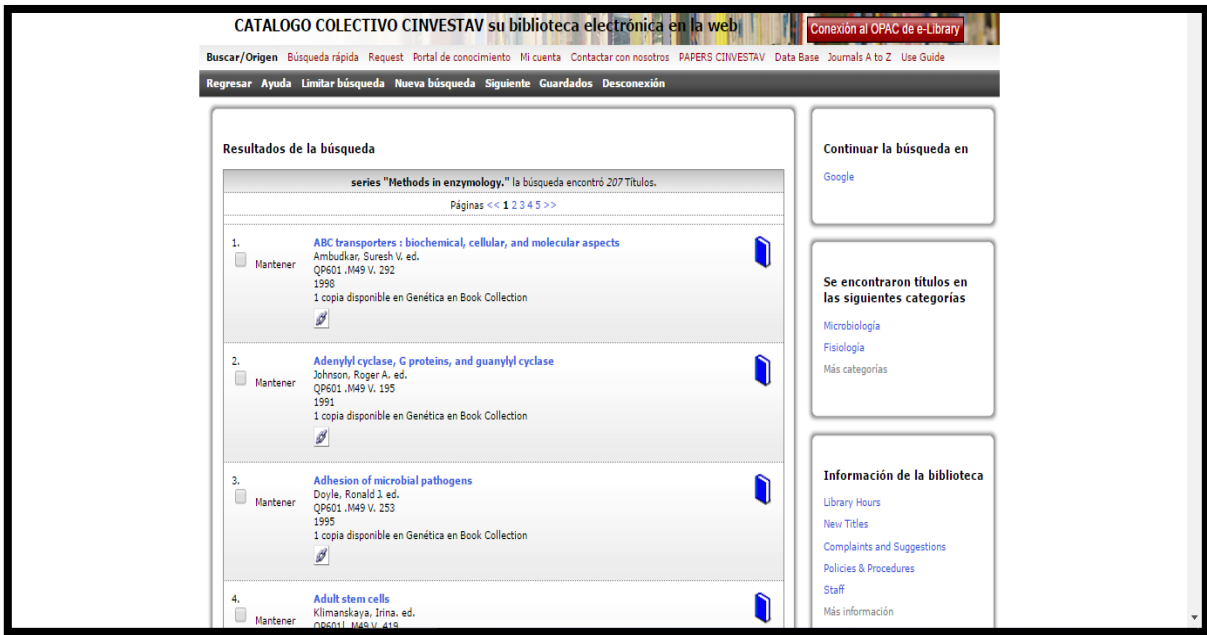 CATALOGO COLECTIVO CINVESTAV su biblioteca electrónica en la web
Conexión al OPAC de e-Library
Buscar/Origen Búsqueda rápida Request Portal de conocimiento Mi cuenta Contactar con nosotros PAPERS CINVESTAV Data Base Journals A to Z Use Guide
Regresar Ayuda Limitar búsqueda Nueva búsqueda Siguiente Guardados Desconexión
Resultados de la búsqueda
series "Methods in enzymology." la búsqueda encontró 207 Títulos.
Páginas << 1 2 3 4 5 >>
1.
Mantener
ABC transporters : biochemical, cellular, and molecular aspects
Ambudkar, Suresh V. ed.
QP601 .M49 V. 292
1998
1 copia disponible en Genética en Book Collection
2.
Mantener
Adenylyl cyclase, G proteins, and guanylyl cyclase
Johnson, Roger A. ed.
QP601 .M49 V. 195
1991
1 copia disponible en Genética en Book Collection
3.
Mantener
Adhesion of microbial pathogens
Doyle, Ronald J. ed.
QP601 .M49 V. 253
1995
1 copia disponible en Genética en Book Collection
4.
Mantener
Adult stem cells
Klimanskaya, Irina. ed.
QP601| .M49 V. 419
Continuar la búsqueda en
Google
Se encontraron títulos en
las siguientes categorías
Microbiología
Fisiología
Más categorías
Información de la biblioteca
Library Hours
New Titles
Complaints and Suggestions
Policies & Procedures
Staff
Más información